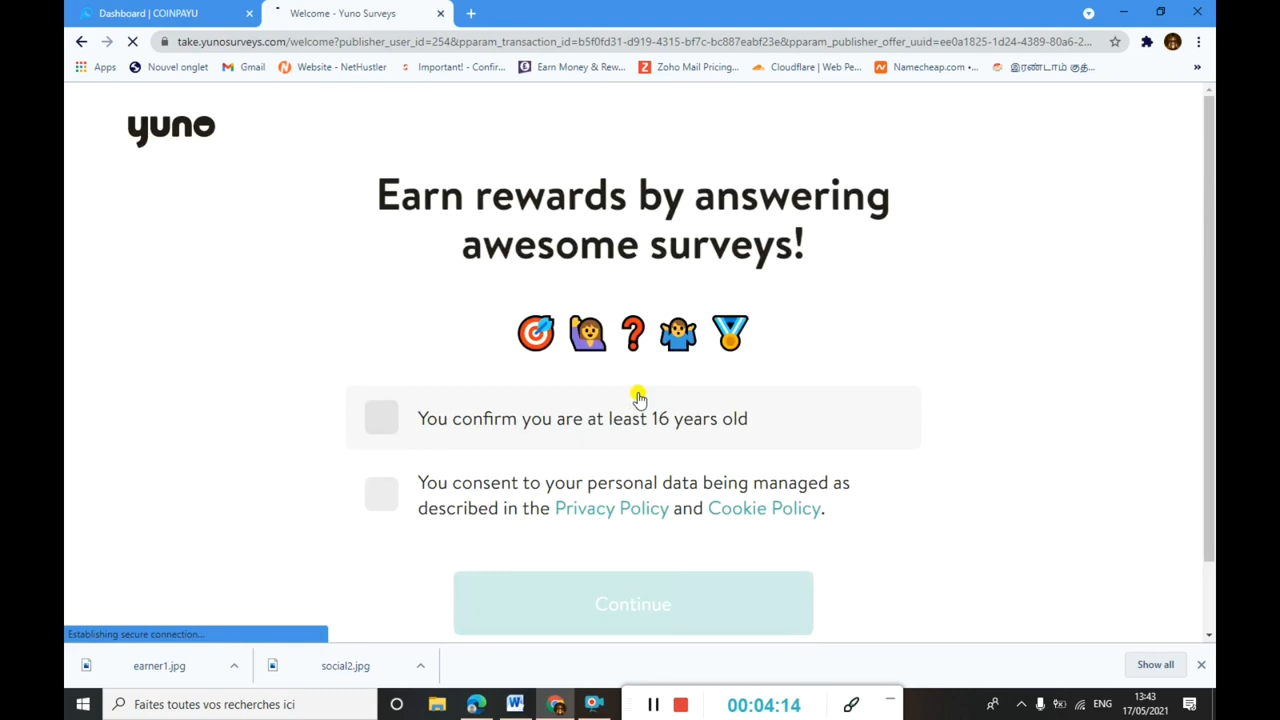 Dashboard | COINPAYU
Welcome - Yuno Surveys
take.yunosurveys.com/welcome?publisher_user_id=254&pparam_transaction_id=b5f0fd31-d919-4315-bf7c-bc887eabf23e&pparam_publisher_offer_uuid=ee0a1825-1d24-4389-80a6-2...
Apps Nouvel onglet Gmail Website - NetHustler Important! - Confir... Earn Money & Rew... Zoho Mail Pricing... Cloudflare | Web Pe... Namecheap.com •... இரண்டாம் குத்... »
yuno
Earn rewards by answering
awesome surveys!
You confirm you are at least 16 years old
You consent to your personal data being managed as
described in the Privacy Policy and Cookie Policy.
Continue
Establishing secure connection...
earner1.jpg social2.jpg Show all
Faites toutes vos recherches ici
00:04:14
ENG
13:43
17/05/2021